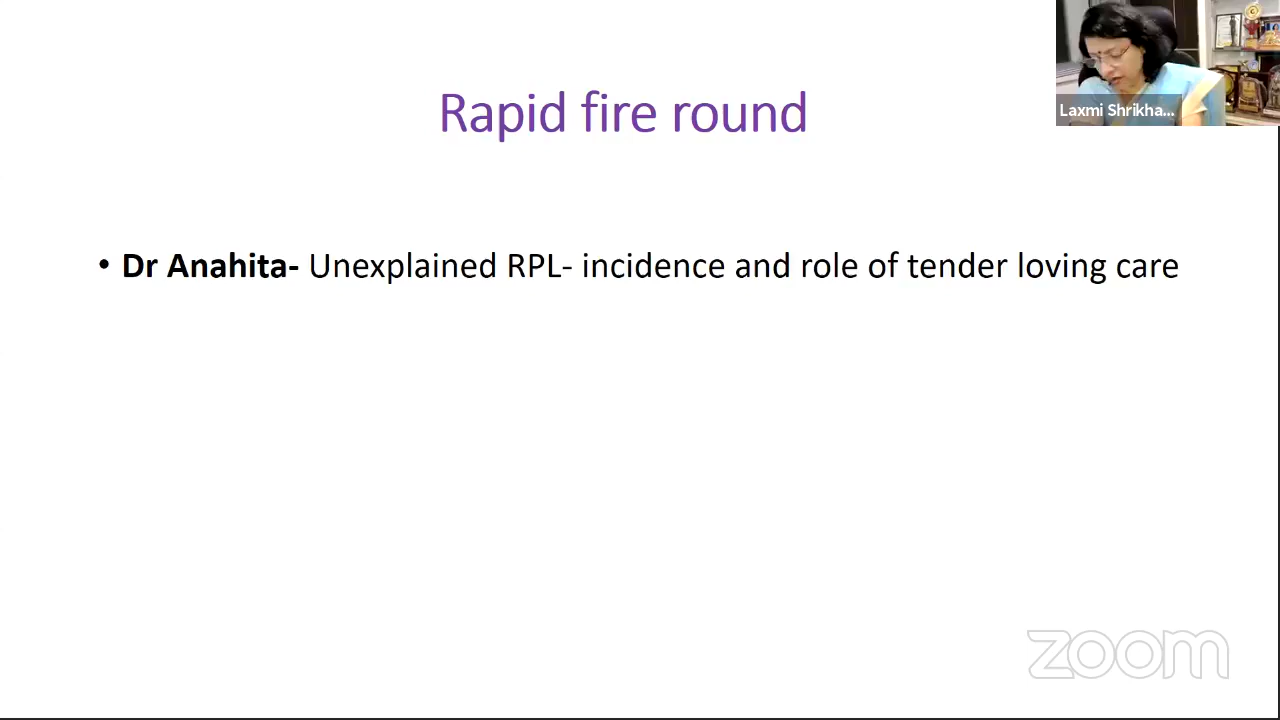 Rapid fire round
Laxmi Shrikha...
• Dr Anahita- Unexplained RPL- incidence and role of tender loving care
zoom